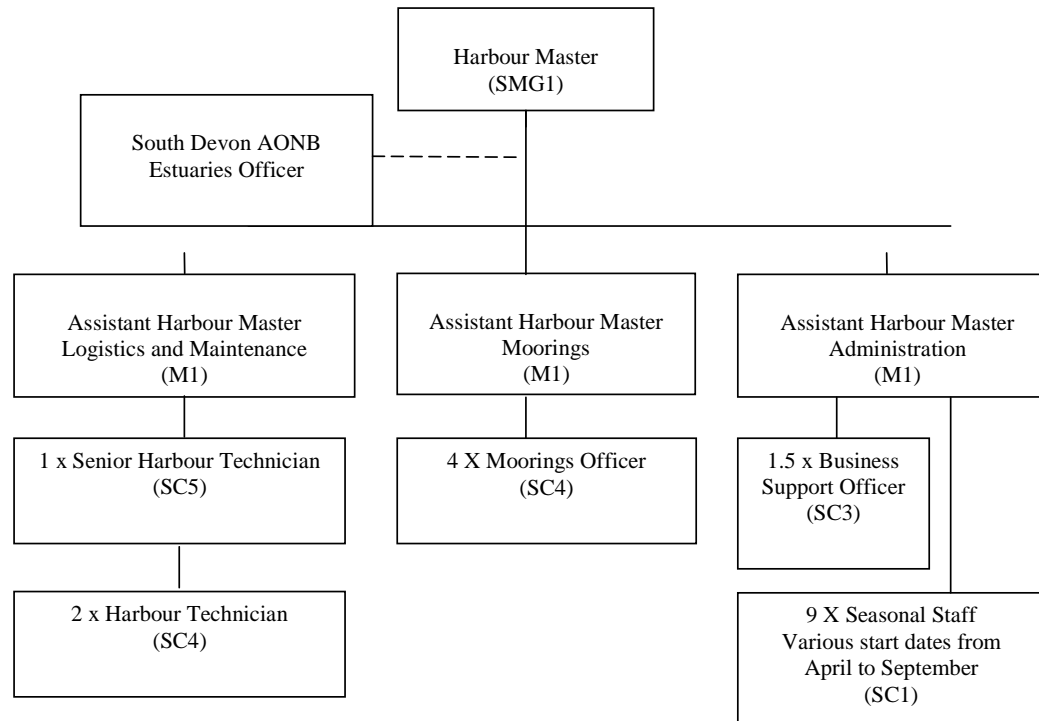 Harbour Master
(SMG1)
South Devon AONB
Estuaries Officer
Assistant Harbour Master
Logistics and Maintenance
(M1)
Assistant Harbour Master
Moorings
(M1)
Assistant Harbour Master
Administration
(M1)
1 x Senior Harbour Technician
(SC5)
4 X Moorings Officer
(SC4)
1.5 x Business
Support Officer
(SC3)
2 x Harbour Technician
(SC4)
9 X Seasonal Staff
Various start dates from
April to September
(SC1)